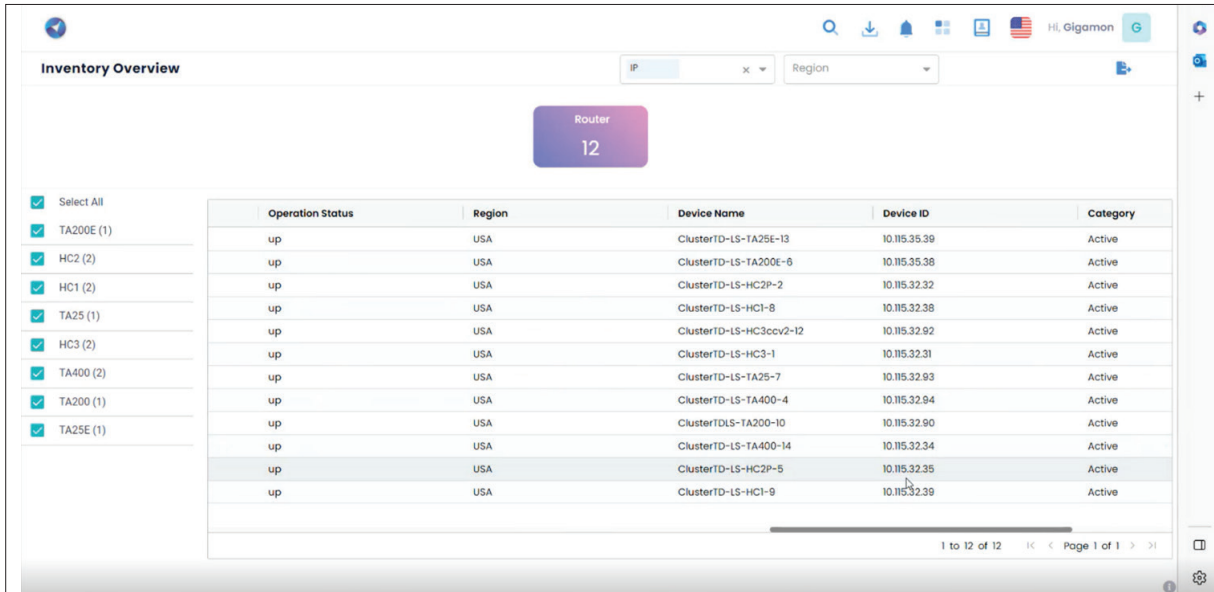 Hi, Gigamon G
Inventory Overview
IP
Region
Router
12
Select All
TA200E (1)
HC2 (2)
HC1 (2)
TA25 (1)
HC3 (2)
TA400 (2)
TA200 (1)
TA25E (1)
Operation Status Region Device Name Device ID Category
up USA ClusterTD-LS-TA25E-13 10.115.35.39 Active
up USA ClusterTD-LS-TA200E-6 10.115.35.38 Active
up USA ClusterTD-LS-HC2P-2 10.115.32.32 Active
up USA ClusterTD-LS-HC1-8 10.115.32.38 Active
up USA ClusterTD-LS-HC3ccv2-12 10.115.32.92 Active
up USA ClusterTD-LS-HC3-1 10.115.32.31 Active
up USA ClusterTD-LS-TA25-7 10.115.32.93 Active
up USA ClusterTD-LS-TA400-4 10.115.32.94 Active
up USA ClusterTDLS-TA200-10 10.115.32.90 Active
up USA ClusterTD-LS-TA400-14 10.115.32.34 Active
up USA ClusterTD-LS-HC2P-5 10.115.32.35 Active
up USA ClusterTD-LS-HC1-9 10.115.32.39 Active
1 to 12 of 12 Page 1 of 1